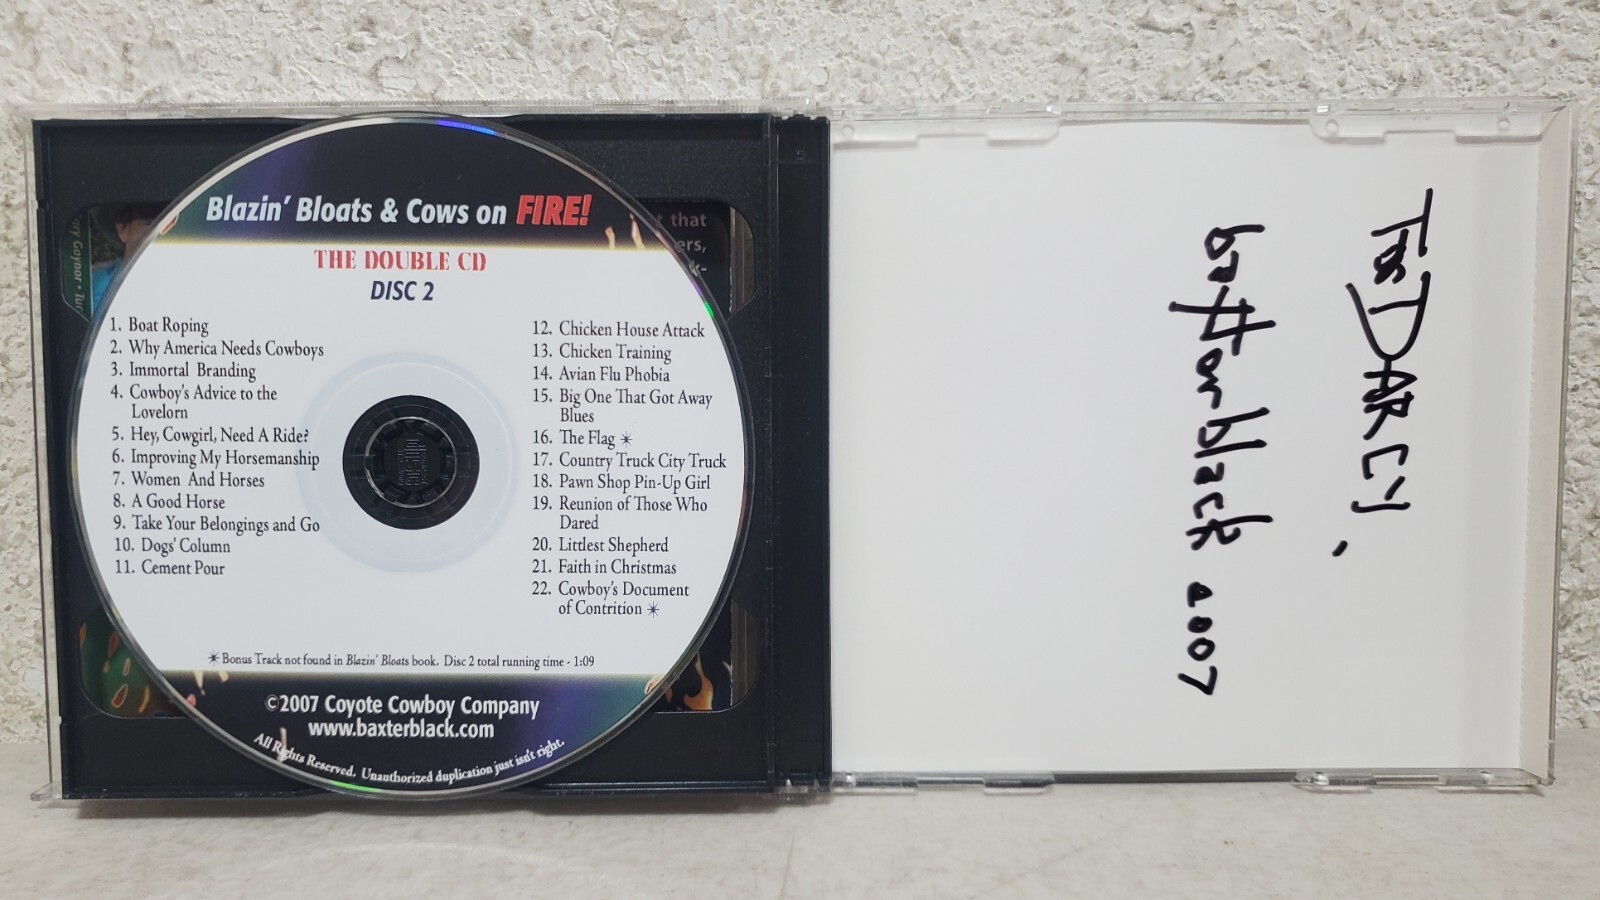 Blazin' Bloats & Cows on FIRE!
THE DOUBLE CD
DISC 2
1. Boat Roping
2. Why America Needs Cowboys
3. Immortal Branding
4. Cowboy's Advice to the
Lovelorn
5. Hey, Cowgirl, Need A Ride?
6. Improving My Horsemanship
7. Women And Horses
8. A Good Horse
9. Take Your Belongings and Go
10. Dogs' Column
11. Cement Pour
12. Chicken House Attack
13. Chicken Training
14. Avian Flu Phobia
15. Big One That Got Away
Blues
16. The Flag *
17. Country Truck City Truck
18. Pawn Shop Pin-Up Girl
19. Reunion of Those Who
Dared
20. Littlest Shepherd
21. Faith in Christmas
22. Cowboy's Document
of Contrition *
* Bonus Track not found in Blazin' Bloats book. Disc 2 total running time - 1:09
©2007 Coyote Cowboy Company
www.baxterblack.com
All Rights Reserved. Unauthorized duplication just isn't right.
that
Gaynor •
DARCY,
baxter black 2007